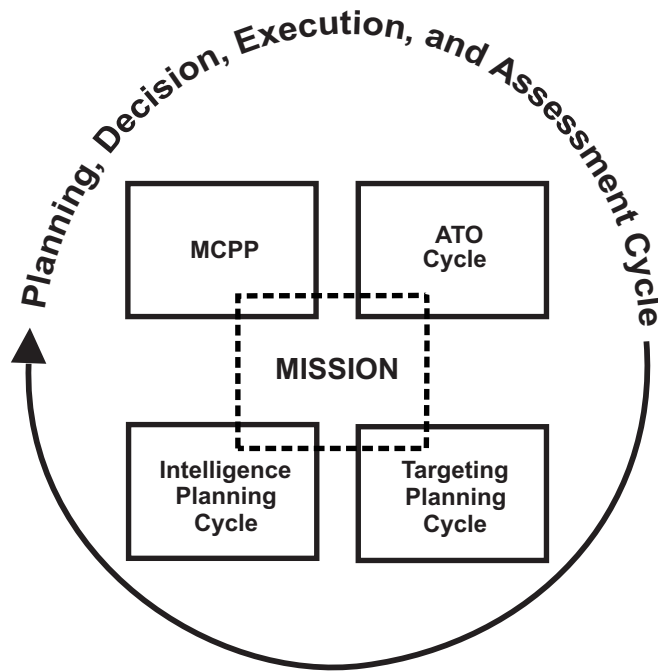 Planning, Decision, Execution, and Assessment Cycle
MCPP
ATO
Cycle
MISSION
Intelligence
Planning
Cycle
Targeting
Planning
Cycle